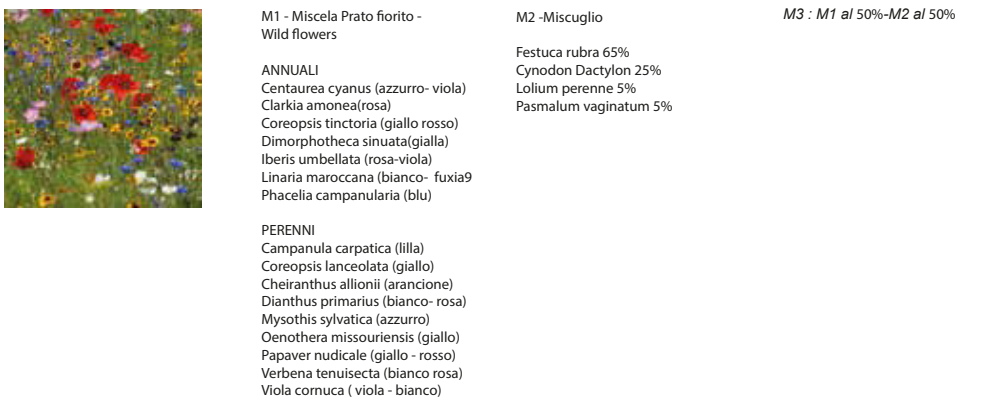 M1 - Miscela Prato fiorito -
Wild flowers

ANNUALI
Centaurea cyanus (azzurro- viola)
Clarkia amonea(rosa)
Coreopsis tinctoria (giallo rosso)
Dimorphotheca sinuata(gialla)
Iberis umbellata (rosa-viola)
Linaria maroccana (bianco- fuxia9
Phacelia campanularia (blu)

PERENNI
Campanula carpatica (lilla)
Coreopsis lanceolata (giallo)
Cheiranthus allionii (arancione)
Dianthus primarius (bianco- rosa)
Mysothis sylvatica (azzurro)
Oenothera missouriensis (giallo)
Papaver nudicale (giallo - rosso)
Verbena tenuisecta (bianco rosa)
Viola cornuca ( viola - bianco)

M2 -Miscuglio

Festuca rubra 65%
Cynodon Dactylon 25%
Lolium perenne 5%
Pasmalum vaginatum 5%

M3 : M1 al 50%-M2 al 50%